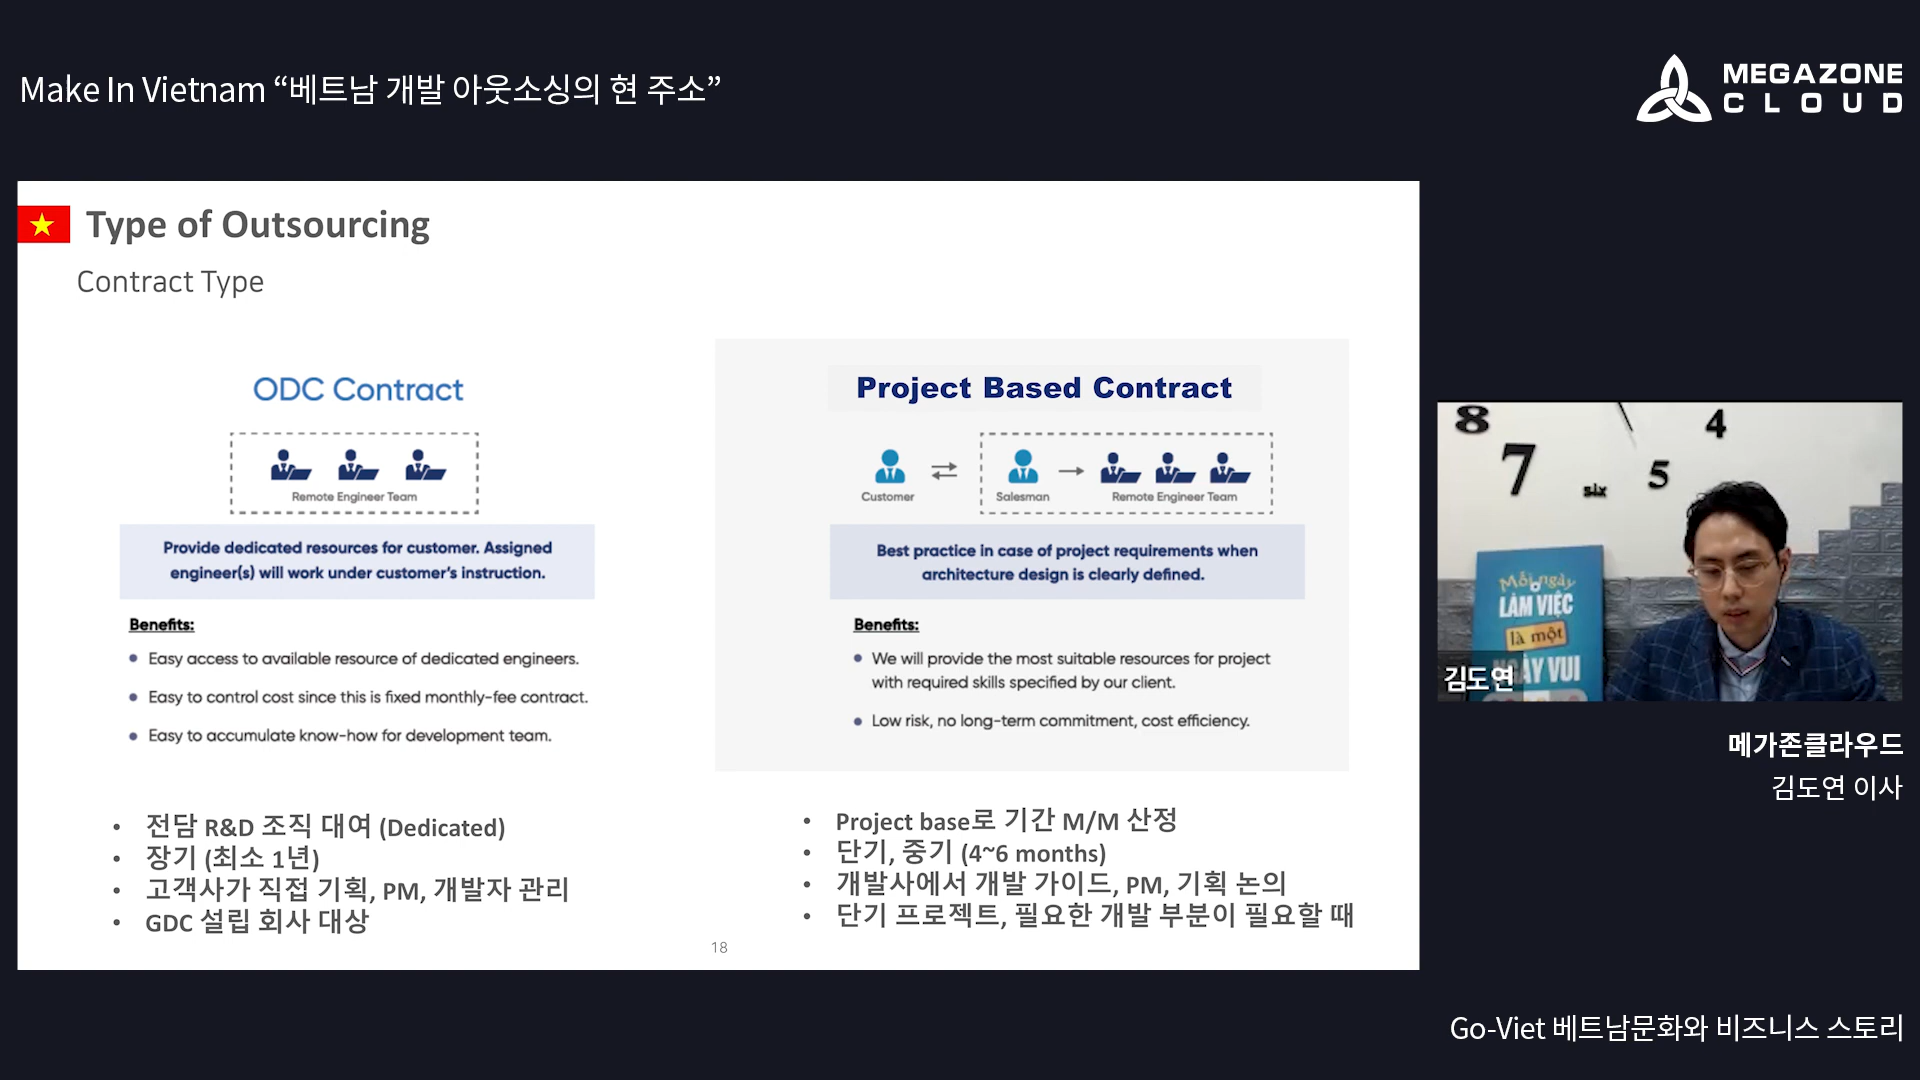 Make In Vietnam “베트남 개발 아웃소싱의 현 주소”
MEGAZONE
CLOUD
Type of Outsourcing
Contract Type
ODC Contract
Remote Engineer Team
Provide dedicated resources for customer. Assigned
engineer(s) will work under customer's instruction.
Benefits:
• Easy access to available resource of dedicated engineers.
• Easy to control cost since this is fixed monthly-fee contract.
• Easy to accumulate know-how for development team.
• 전담 R&D 조직 대여 (Dedicated)
• 장기 (최소 1년)
• 고객사가 직접 기획, PM, 개발자 관리
• GDC 설립 회사 대상
Project Based Contract
Customer
Salesman
Remote Engineer Team
Best practice in case of project requirements when
architecture design is clearly defined.
Benefits:
• We will provide the most suitable resources for project
with required skills specified by our client.
• Low risk, no long-term commitment, cost efficiency.
• Project base로 기간 M/M 산정
• 단기, 중기 (4~6 months)
• 개발사에서 개발 가이드, PM, 기획 논의
• 단기 프로젝트, 필요한 개발 부분이 필요할 때
18
8
4
7
six
5
Mỗi ngày
LÀM VIỆC
là một
NGÀY VUI
김도연
메가존클라우드
김도연 이사
Go-Viet 베트남문화와 비즈니스 스토리